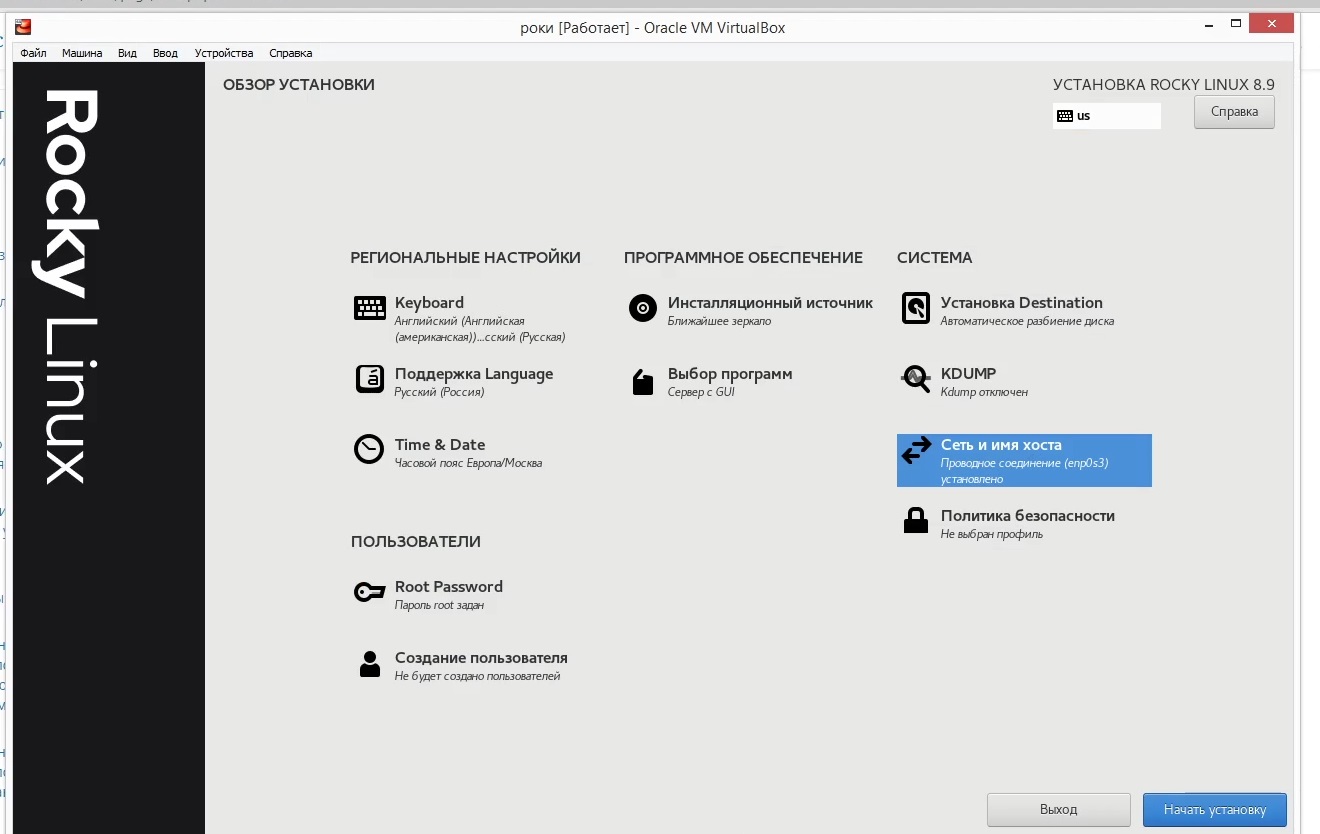 роки [Работает] - Oracle VM VirtualBox
Файл Машина Вид Ввод Устройства Справка
Rocky Linux
ОБЗОР УСТАНОВКИ
УСТАНОВКА ROCKY LINUX 8.9
us
Справка
РЕГИОНАЛЬНЫЕ НАСТРОЙКИ
Keyboard
Английский (Английская
(американская))...сский (Русская)
Поддержка Language
Русский (Россия)
Time & Date
Часовой пояс Европа/Москва
ПОЛЬЗОВАТЕЛИ
Root Password
Пароль root задан
Создание пользователя
Не будет создано пользователей
ПРОГРАММНОЕ ОБЕСПЕЧЕНИЕ
Инсталляционный источник
Ближайшее зеркало
Выбор программ
Сервер с GUI
СИСТЕМА
Установка Destination
Автоматическое разбиение диска
KDUMP
Kdump отключен
Сеть и имя хоста
Проводное соединение (enp0s3)
установлено
Политика безопасности
Не выбран профиль
Выход
Начать установку